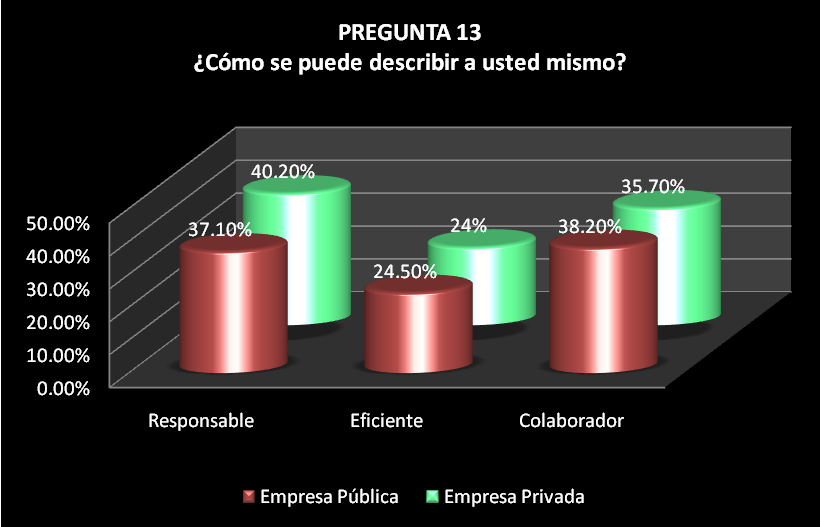 PREGUNTA 13
¿Cómo se puede describir a usted mismo?
50.00%
40.00%
30.00%
20.00%
10.00%
0.00%
40.20%
24%
35.70%
37.10%
24.50%
38.20%
Responsable
Eficiente
Colaborador
Empresa Pública
Empresa Privada